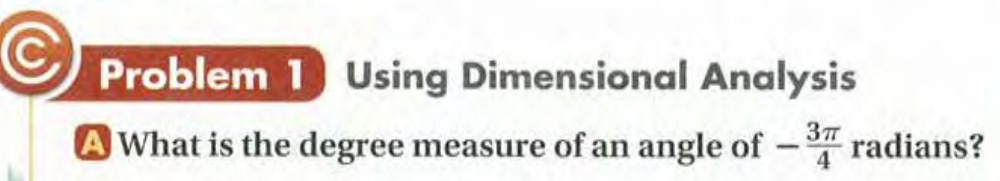 © Problem 1 Using Dimensional Analysis
A What is the degree measure of an angle of −3π/4 radians?